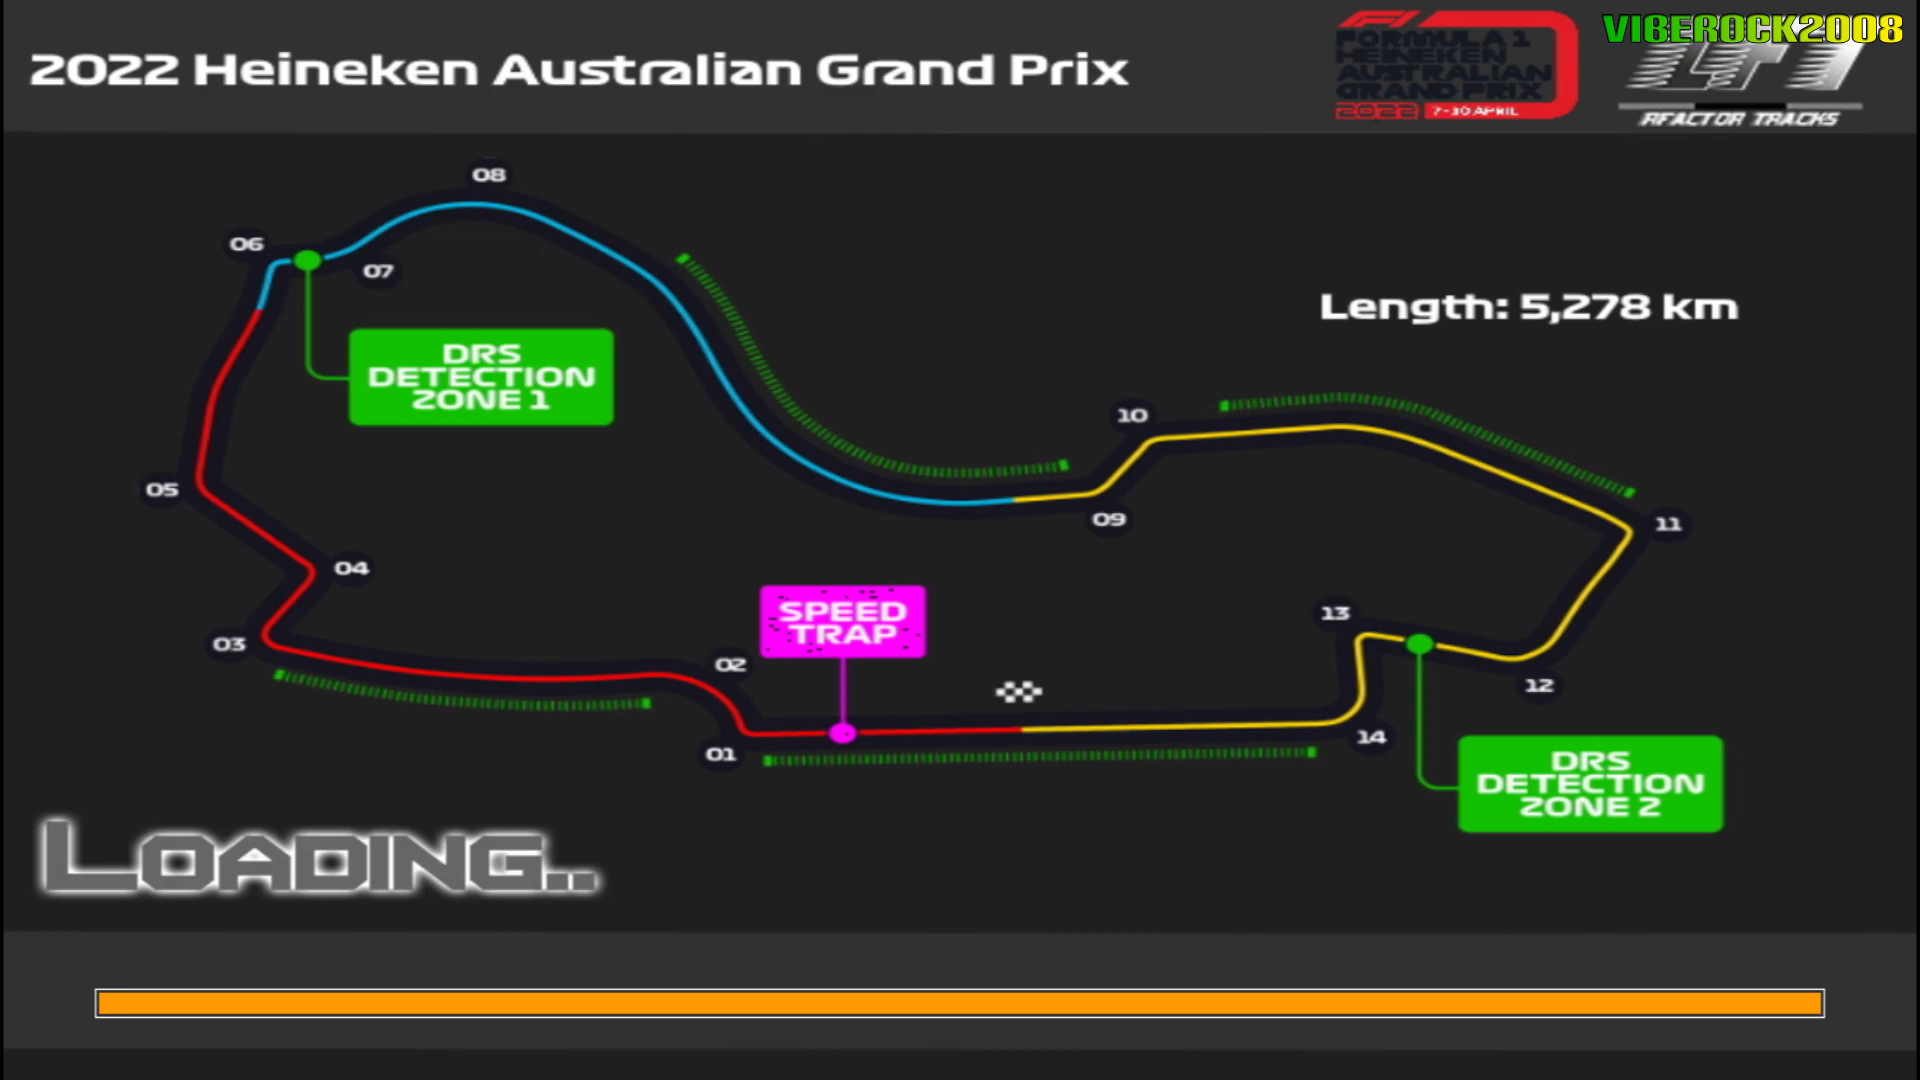 VIBEROCK2008
2022 Heineken Australian Grand Prix
FORMULA 1
HEINEKEN
AUSTRALIAN
GRAND PRIX
2022
LT1
RFACTOR TRACKS
08
06
07
DRS
DETECTION
ZONE 1
Length: 5,278 km
10
05
09
11
04
13
SPEED
TRAP
03
02
12
01
14
DRS
DETECTION
ZONE 2
LOADING..